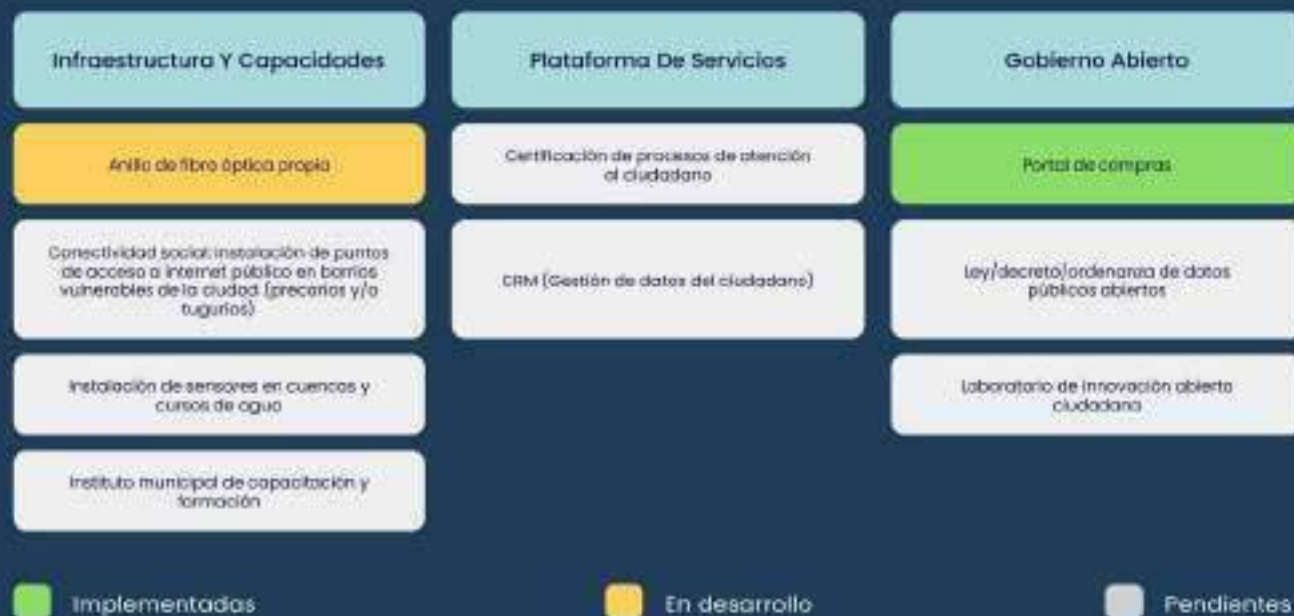 Infraestructura Y Capacidades
Plataforma De Servicios
Gobierno Abierto
Anillo de fibra óptica propio
Certificación de procesos de atención
al ciudadano
Portal de compras
Conectividad social: instalación de puntos
de acceso a internet público en barrios
vulnerables de la ciudad (precarios y/o
tugurios)
CRM (Gestión de datos del ciudadano)
Ley/decreto/ordenanza de datos
públicos abiertos
Instalación de sensores en cuencas y
cursos de agua
Laboratorio de innovación abierta
ciudadana
Instituto municipal de capacitación y
formación
Implementadas
En desarrollo
Pendientes